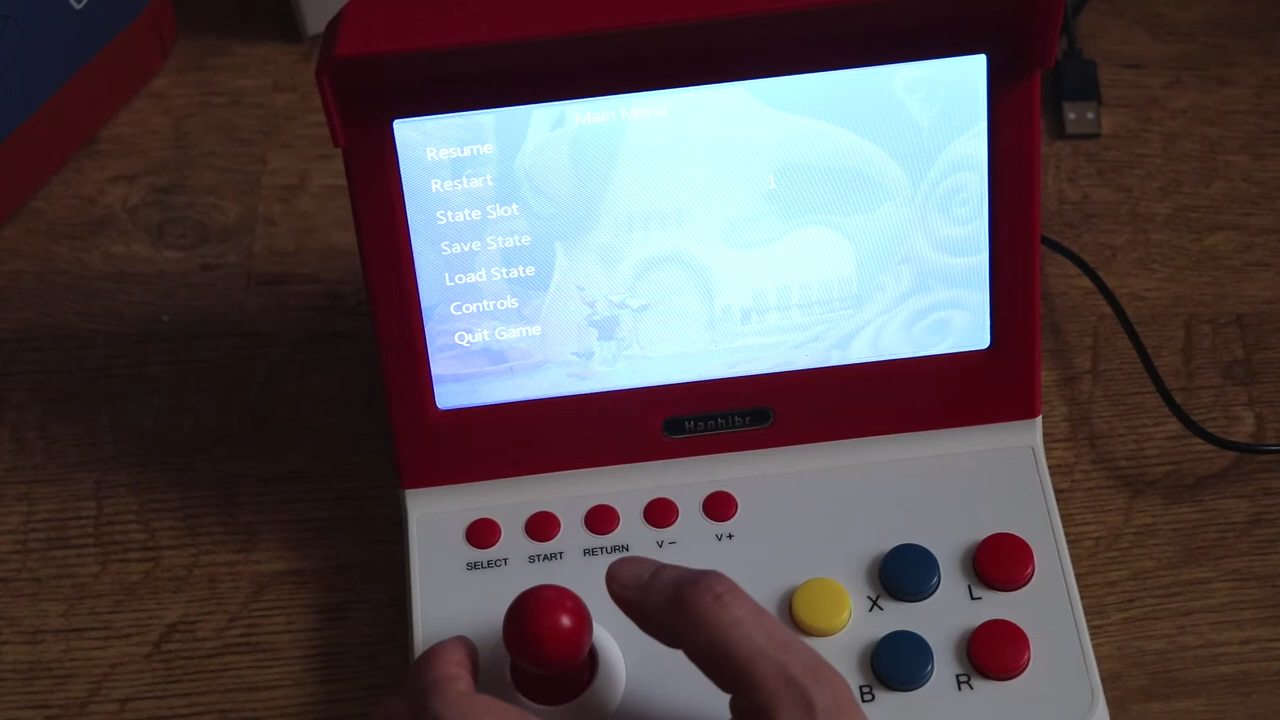 Main Menu
Resume
Restart
State Slot
1
Save State
Load State
Controls
Quit Game
Hanhibr
SELECT
START
RETURN
V-
V+
X
L
B
R